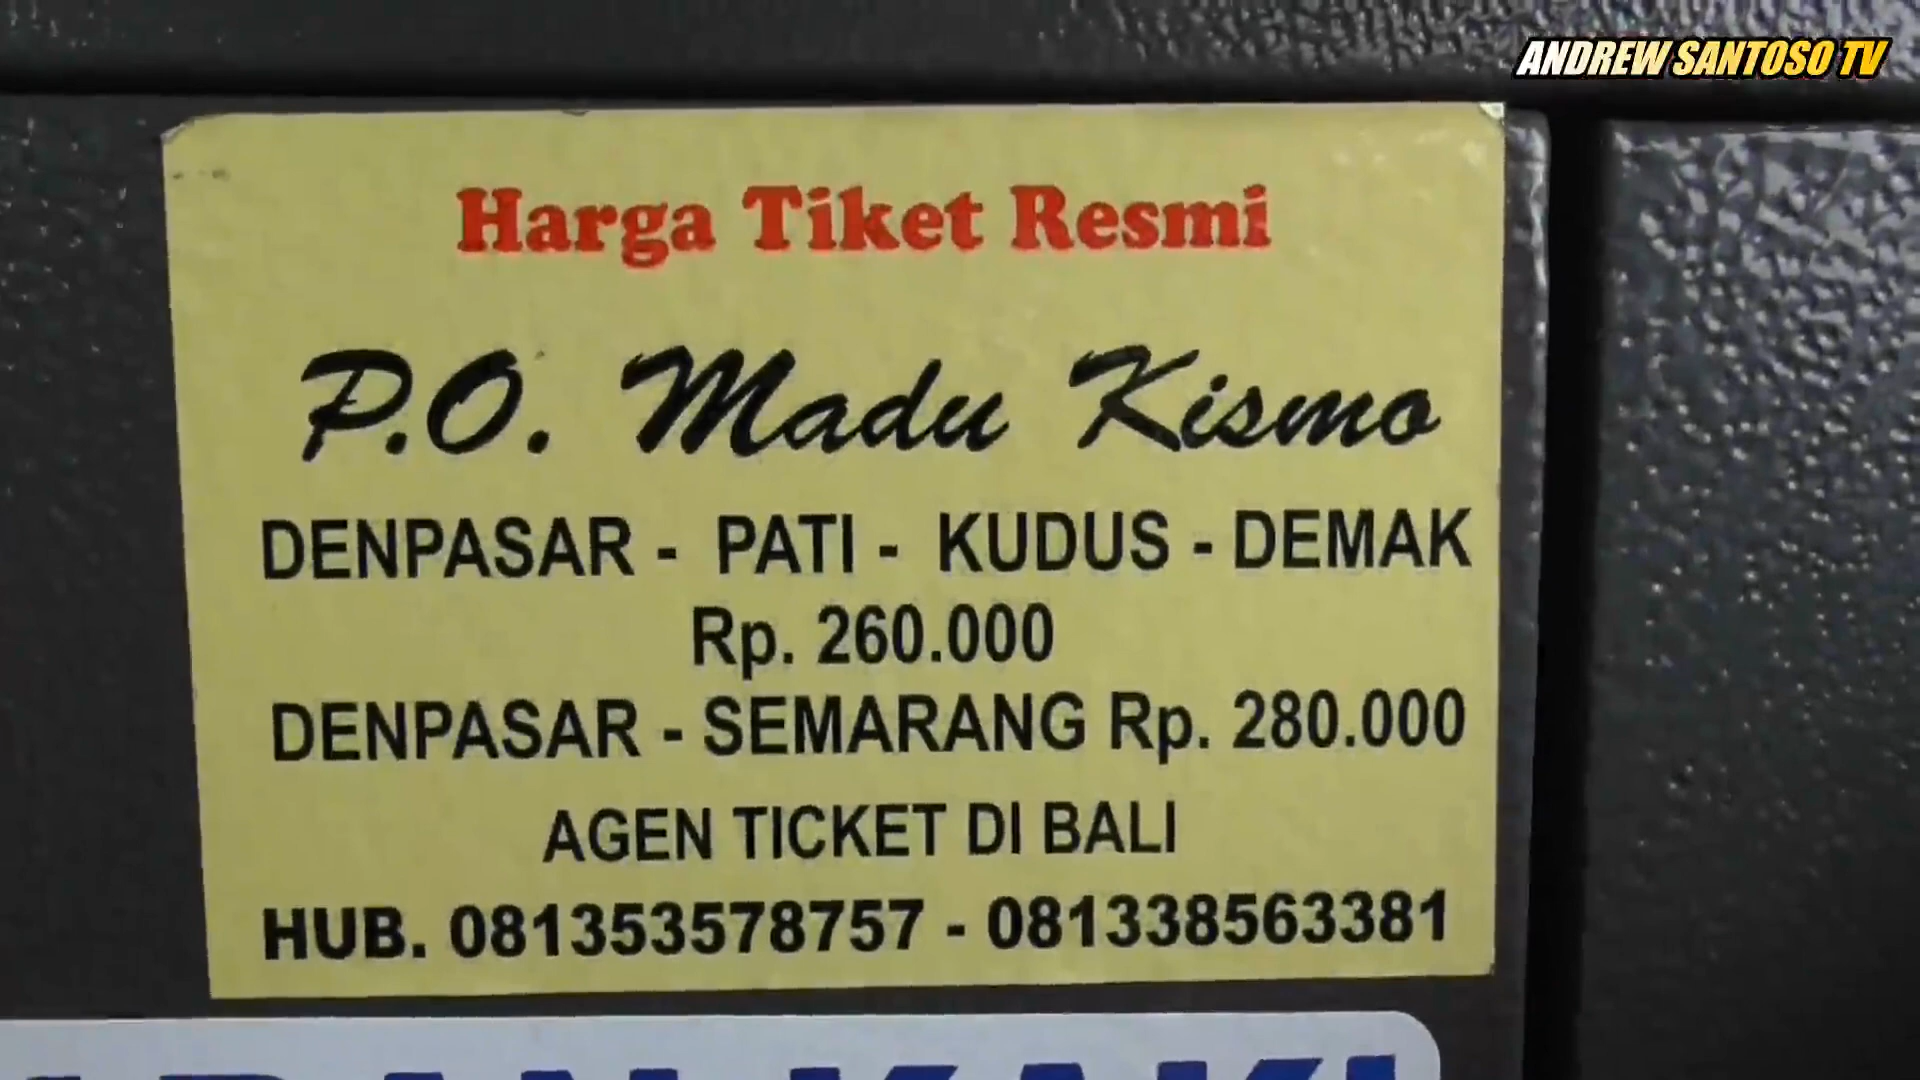 ANDREW SANTOSO TV
Harga Tiket Resmi
P.O. Madu Kismo
DENPASAR - PATI - KUDUS - DEMAK
Rp. 260.000
DENPASAR - SEMARANG Rp. 280.000
AGEN TICKET DI BALI
HUB. 081353578757 - 081338563381